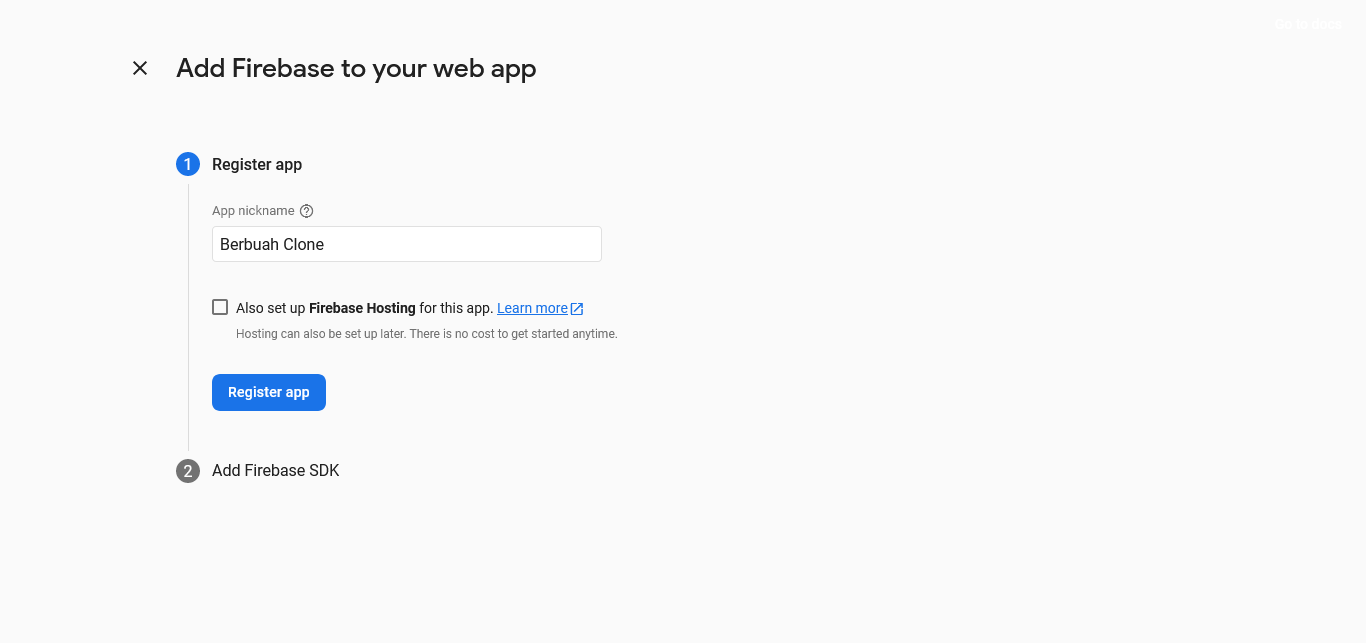 Go to docs
Add Firebase to your web app
1 Register app
App nickname
Berbuah Clone
Also set up Firebase Hosting for this app. Learn more
Hosting can also be set up later. There is no cost to get started anytime.
Register app
2 Add Firebase SDK